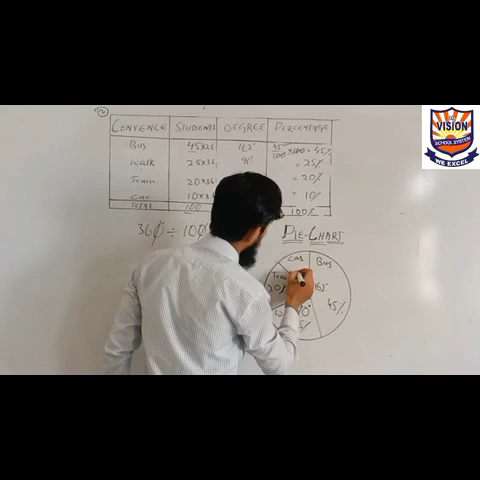 CONVENCE STUDENTS DEGREE PERCENTAGE
Bus 45x3.6 162° 45/100 x100 = 45%
Walk 25x3.6 90° = 25%
Train 20x3.6 = 20%
Car 10x3.6 = 10%
TOTAL 100 100%
360 ÷ 100
PIE-CHART
Car Bus
Train
20% 162°
45%
90°
5%
VISION
SCHOOL SYSTEM
WE EXCEL